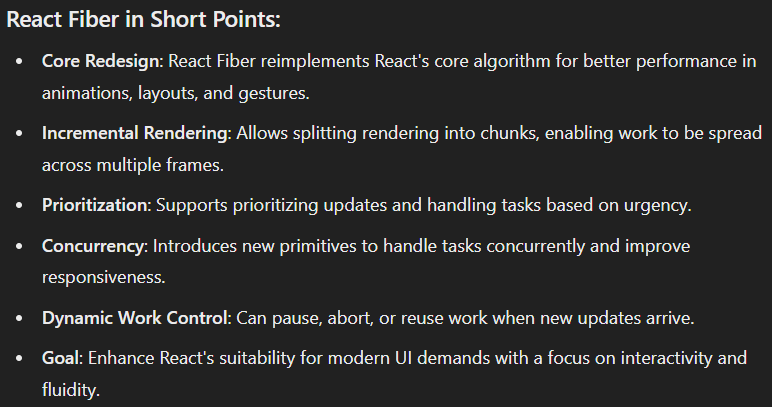 React Fiber in Short Points:
• Core Redesign: React Fiber reimplements React's core algorithm for better performance in
animations, layouts, and gestures.
• Incremental Rendering: Allows splitting rendering into chunks, enabling work to be spread
across multiple frames.
• Prioritization: Supports prioritizing updates and handling tasks based on urgency.
• Concurrency: Introduces new primitives to handle tasks concurrently and improve
responsiveness.
• Dynamic Work Control: Can pause, abort, or reuse work when new updates arrive.
• Goal: Enhance React's suitability for modern UI demands with a focus on interactivity and
fluidity.